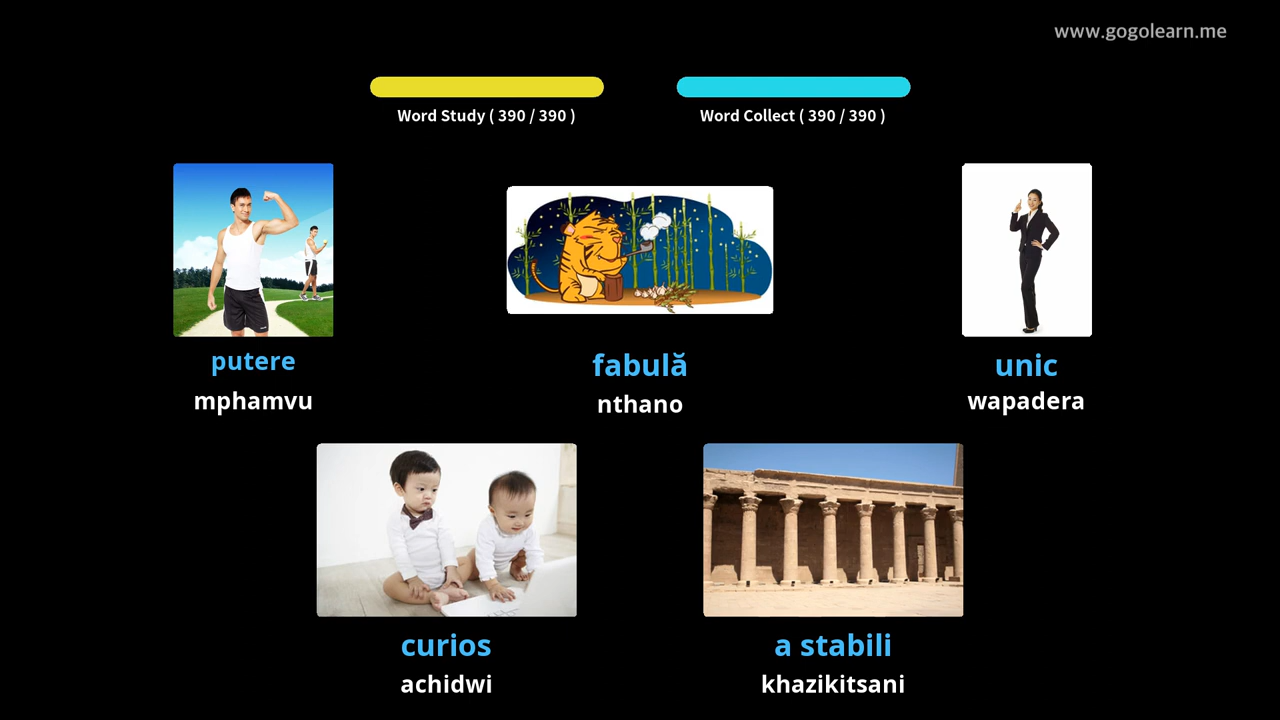 www.gogolearn.me
Word Study ( 390 / 390 )
Word Collect ( 390 / 390 )
putere
mphamvu
fabulă
nthano
unic
wapadera
curios
achidwi
a stabili
khazikitsani